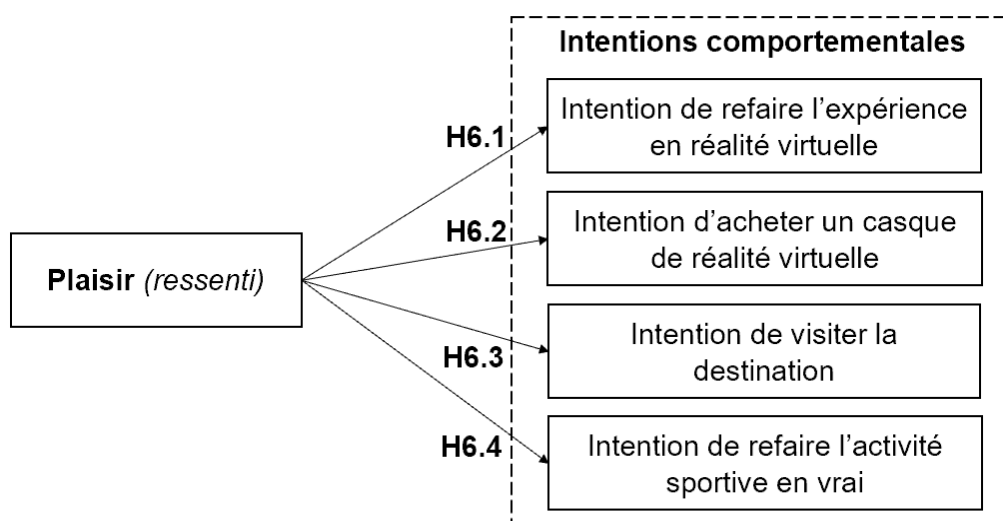 Intentions comportementales
Intention de refaire l’expérience
en réalité virtuelle
H6.1
Intention d’acheter un casque
de réalité virtuelle
H6.2
Plaisir (ressenti)
Intention de visiter la
destination
H6.3
Intention de refaire l’activité
sportive en vrai
H6.4